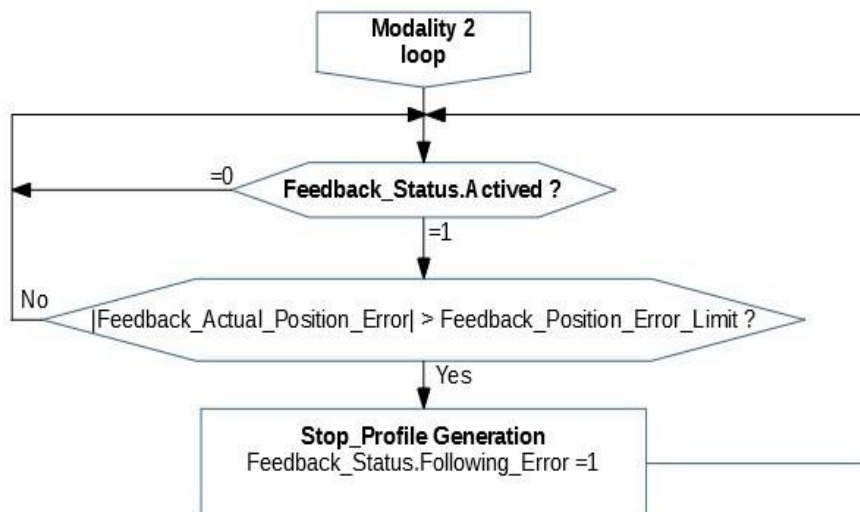 Modality 2
loop
=0
Feedback_Status.Actived ?
=1
No
|Feedback_Actual_Position_Error| > Feedback_Position_Error_Limit ?
Yes
Stop_Profile Generation
Feedback_Status.Following_Error =1